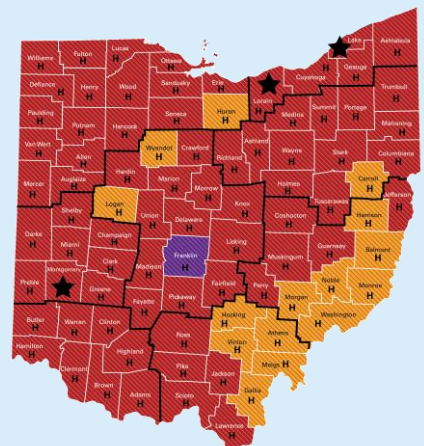 Williams
H
Fulton
H
Lucas
H
Ottawa
H
Lake
H
Ashtabula
H
Defiance
H
Henry
H
Wood
H
Sandusky
H
Erie
H
Lorain
H
Cuyahoga
H
Geauga
H
Trumbull
H
Paulding
H
Putnam
H
Hancock
H
Seneca
H
Huron
H
Medina
H
Summit
H
Portage
H
Mahoning
H
Van Wert
H
Allen
H
Wyandot
H
Crawford
H
Richland
H
Ashland
H
Wayne
H
Stark
H
Columbiana
H
Mercer
H
Auglaize
H
Hardin
H
Marion
H
Morrow
H
Holmes
H
Tuscarawas
H
Carroll
H
Jefferson
H
Shelby
H
Logan
H
Union
H
Delaware
H
Knox
H
Coshocton
H
Harrison
H
Darke
H
Miami
H
Champaign
H
Clark
H
Madison
H
Franklin
H
Licking
H
Muskingum
H
Guernsey
H
Belmont
H
Preble
H
Montgomery
Greene
H
Fayette
H
Pickaway
H
Fairfield
H
Perry
H
Morgan
H
Noble
H
Monroe
H
Butler
H
Warren
H
Clinton
H
Ross
H
Hocking
H
Athens
H
Washington
H
Hamilton
H
Clermont
H
Highland
H
Pike
H
Vinton
H
Meigs
H
Brown
H
Adams
H
Scioto
H
Jackson
H
Gallia
H
Lawrence
H